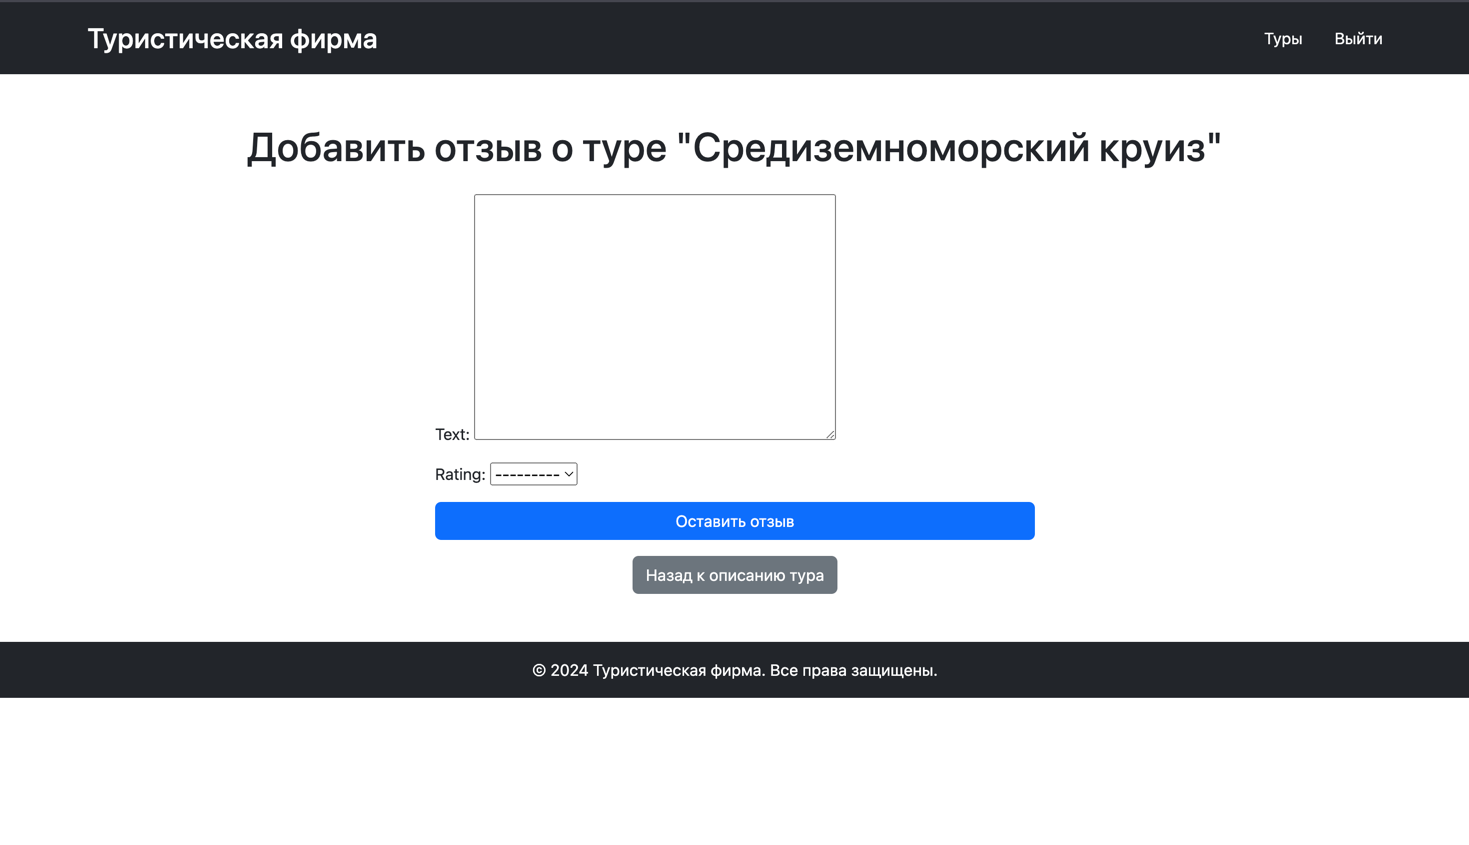 Туристическая фирма
Туры
Выйти
Добавить отзыв о туре "Средиземноморский круиз"
Text:
Rating: ---------
Оставить отзыв
Назад к описанию тура
© 2024 Туристическая фирма. Все права защищены.